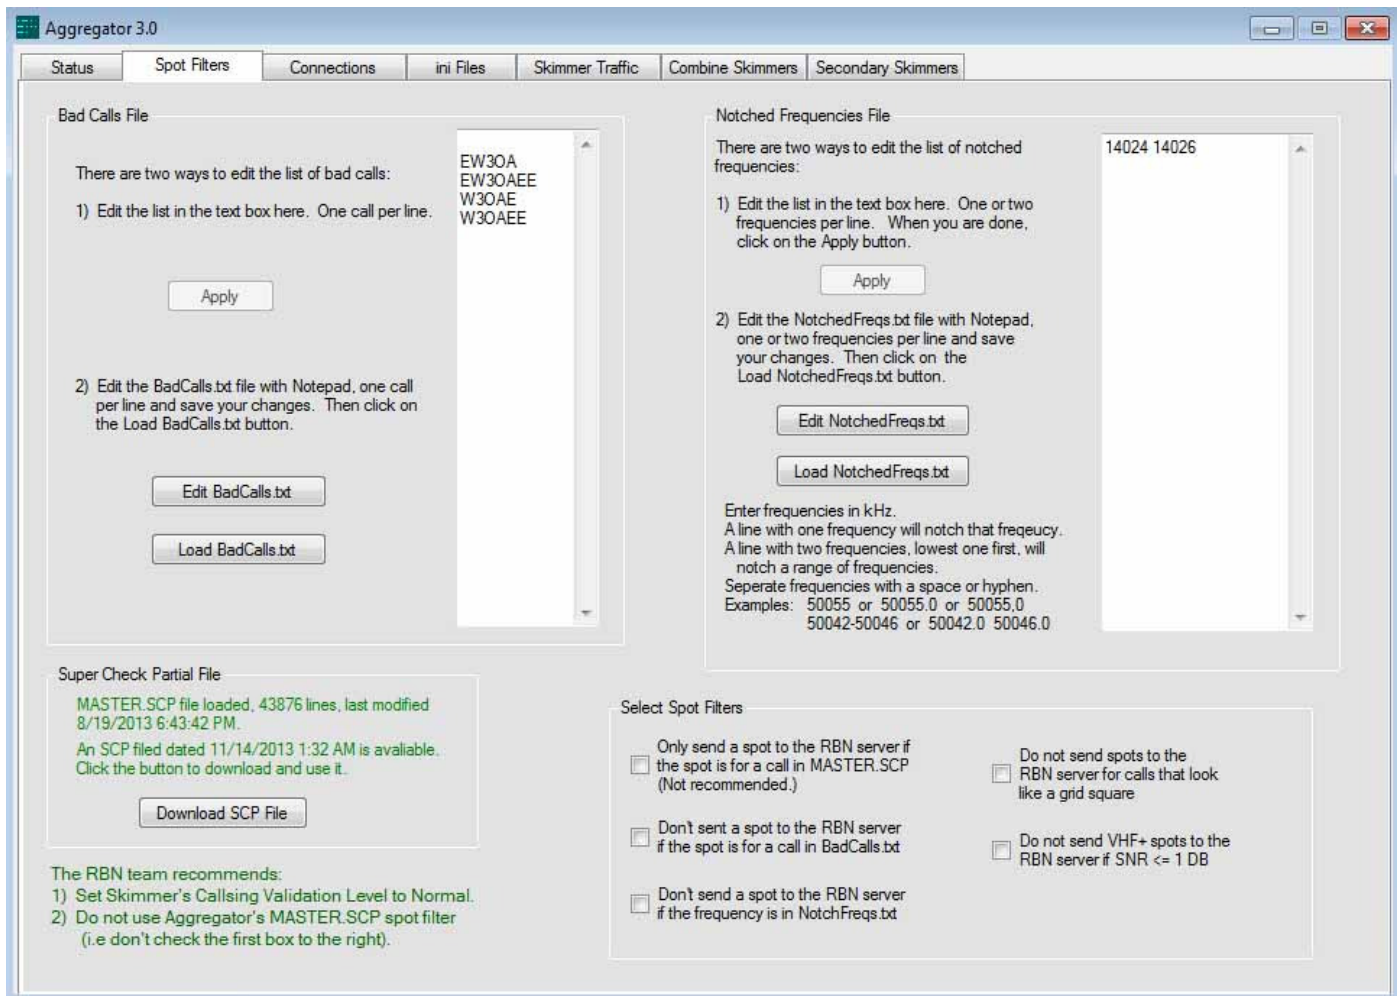 Aggregator 3.0
Status
Spot Filters
Connections
ini Files
Skimmer Traffic
Combine Skimmers
Secondary Skimmers
Bad Calls File
There are two ways to edit the list of bad calls:
1) Edit the list in the text box here. One call per line.
Apply
2) Edit the BadCalls.txt file with Notepad, one call
per line and save your changes. Then click on
the Load BadCalls.txt button.
Edit BadCalls.txt
Load BadCalls.txt
EW3OA
EW3OAEE
W3OAE
W3OAEE
Notched Frequencies File
There are two ways to edit the list of notched
frequencies:
1) Edit the list in the text box here. One or two
frequencies per line. When you are done,
click on the Apply button.
Apply
2) Edit the NotchedFreqs.txt file with Notepad,
one or two frequencies per line and save
your changes. Then click on the
Load NotchedFreqs.txt button.
Edit NotchedFreqs.txt
Load NotchedFreqs.txt
Enter frequencies in kHz.
A line with one frequency will notch that freqeucy.
A line with two frequencies, lowest one first, will
notch a range of frequencies.
Seperate frequencies with a space or hyphen.
Examples: 50055 or 50055.0 or 50055,0
50042-50046 or 50042.0 50046.0
14024 14026
Super Check Partial File
MASTER.SCP file loaded, 43876 lines, last modified
8/19/2013 6:43:42 PM.
An SCP filed dated 11/14/2013 1:32 AM is avaliable.
Click the button to download and use it.
Download SCP File
The RBN team recommends:
1) Set Skimmer's Callsing Validation Level to Normal.
2) Do not use Aggregator's MASTER.SCP spot filter
(i.e don't check the first box to the right).
Select Spot Filters
Only send a spot to the RBN server if
the spot is for a call in MASTER.SCP
(Not recommended.)
Don't sent a spot to the RBN server
if the spot is for a call in BadCalls.txt
Don't send a spot to the RBN server
if the frequency is in NotchFreqs.txt
Do not send spots to the
RBN server for calls that look
like a grid square
Do not send VHF+ spots to the
RBN server if SNR <= 1 DB